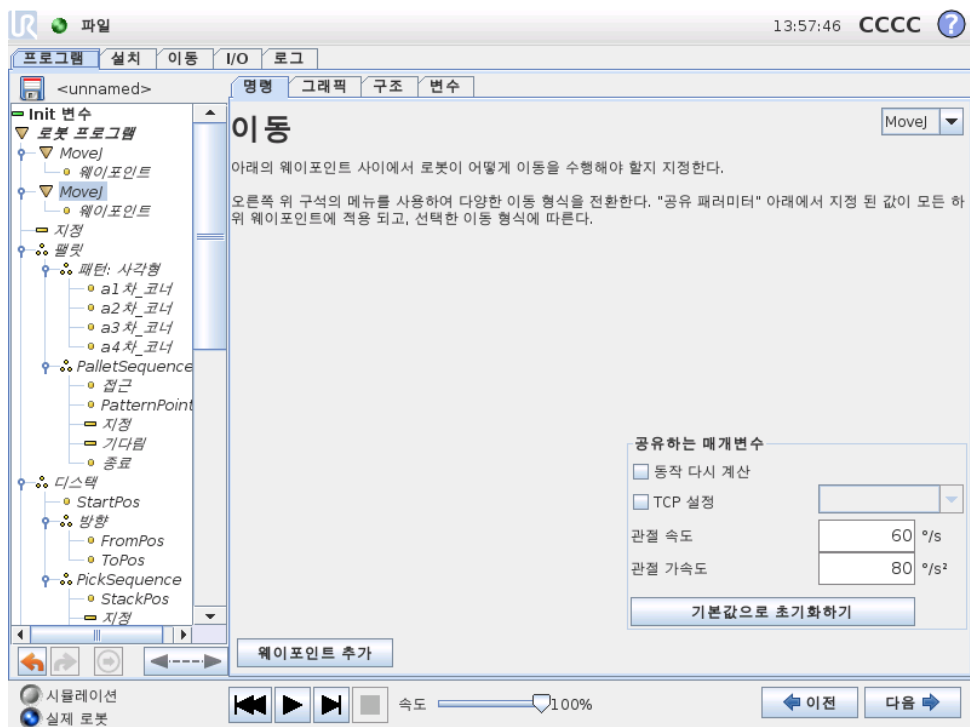 UR 파일 13:57:46 CCCC ?
프로그램 설치 이동 I/O 로그
<unnamed>
명령 그래픽 구조 변수
Init 변수
로봇 프로그램
MoveJ
웨이포인트
MoveJ
웨이포인트
지정
팰릿
패턴: 사각형
a1차_코너
a2차_코너
a3차_코너
a4차_코너
PalletSequence
접근
PatternPoint
지정
기다림
종료
디스택
StartPos
방향
FromPos
ToPos
PickSequence
StackPos
지정
이동
MoveJ
아래의 웨이포인트 사이에서 로봇이 어떻게 이동을 수행해야 할지 지정한다.
오른쪽 위 구석의 메뉴를 사용하여 다양한 이동 형식을 전환한다. "공유 패러미터" 아래에서 지정 된 값이 모든 하
위 웨이포인트에 적용 되고, 선택한 이동 형식에 따른다.
공유하는 매개변수
동작 다시 계산
TCP 설정
관절 속도 60 °/s
관절 가속도 80 °/s²
기본값으로 초기화하기
웨이포인트 추가
시뮬레이션
실제 로봇
속도 100%
이전 다음